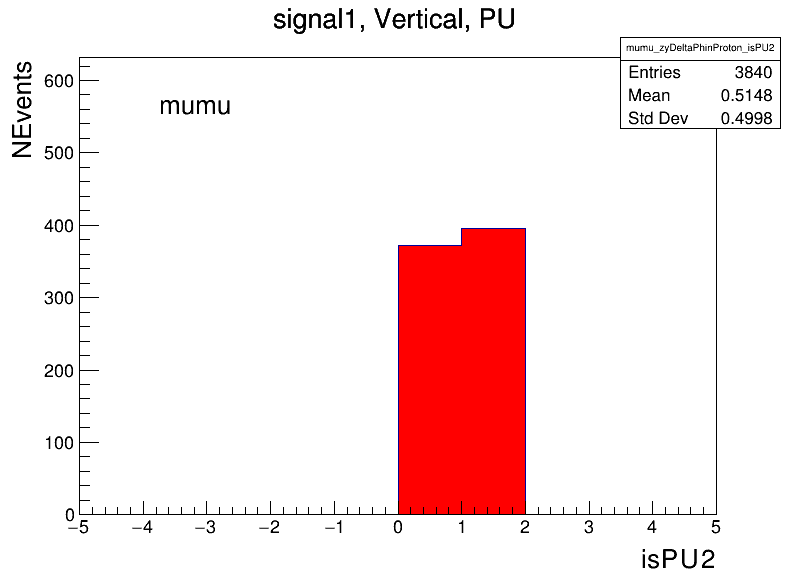 signal1, Vertical, PU
mumu_zyDeltaPhinProton_isPU2
Entries 3840
Mean 0.5148
Std Dev 0.4998
NEvents
mumu
600
500
400
300
200
100
0
−5 −4 −3 −2 −1 0 1 2 3 4 5
isPU2